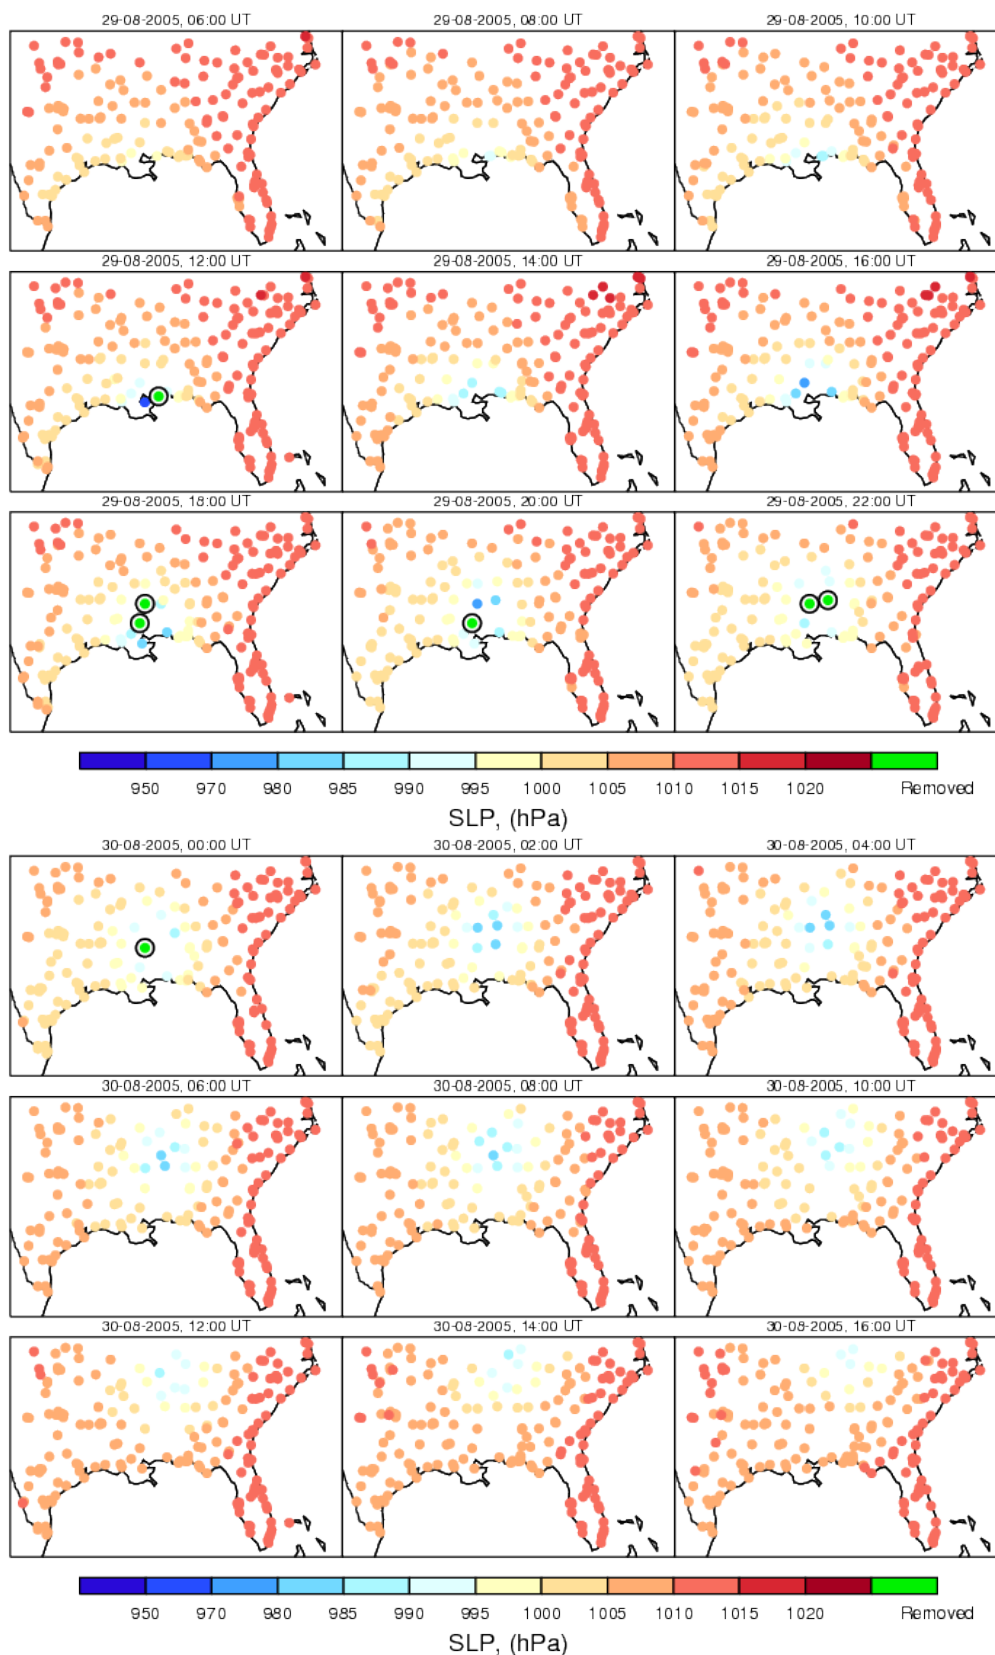 29-08-2005, 06:00 UT 29-08-2005, 08:00 UT 29-08-2005, 10:00 UT
29-08-2005, 12:00 UT 29-08-2005, 14:00 UT 29-08-2005, 16:00 UT
29-08-2005, 18:00 UT 29-08-2005, 20:00 UT 29-08-2005, 22:00 UT
950 970 980 985 990 995 1000 1005 1010 1015 1020 Removed
SLP, (hPa)
30-08-2005, 00:00 UT 30-08-2005, 02:00 UT 30-08-2005, 04:00 UT
30-08-2005, 06:00 UT 30-08-2005, 08:00 UT 30-08-2005, 10:00 UT
30-08-2005, 12:00 UT 30-08-2005, 14:00 UT 30-08-2005, 16:00 UT
950 970 980 985 990 995 1000 1005 1010 1015 1020 Removed
SLP, (hPa)